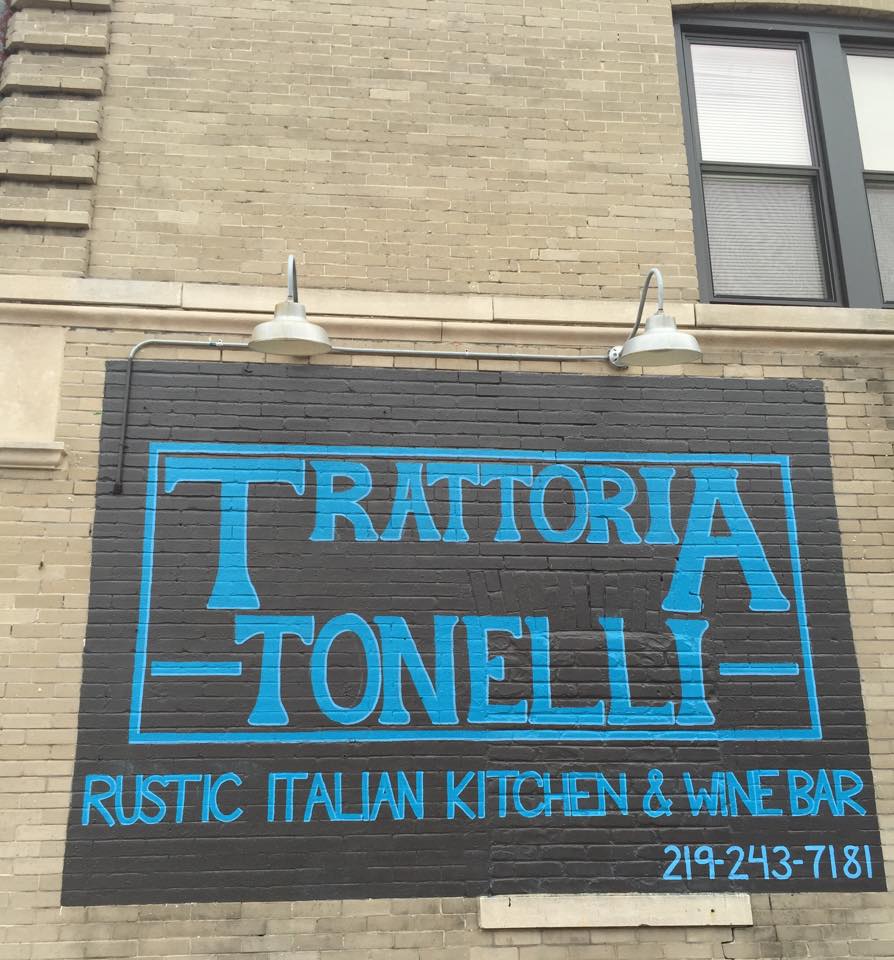 TRATTORIA
TONELLI
RUSTIC ITALIAN KITCHEN & WINE BAR
219-243-7181